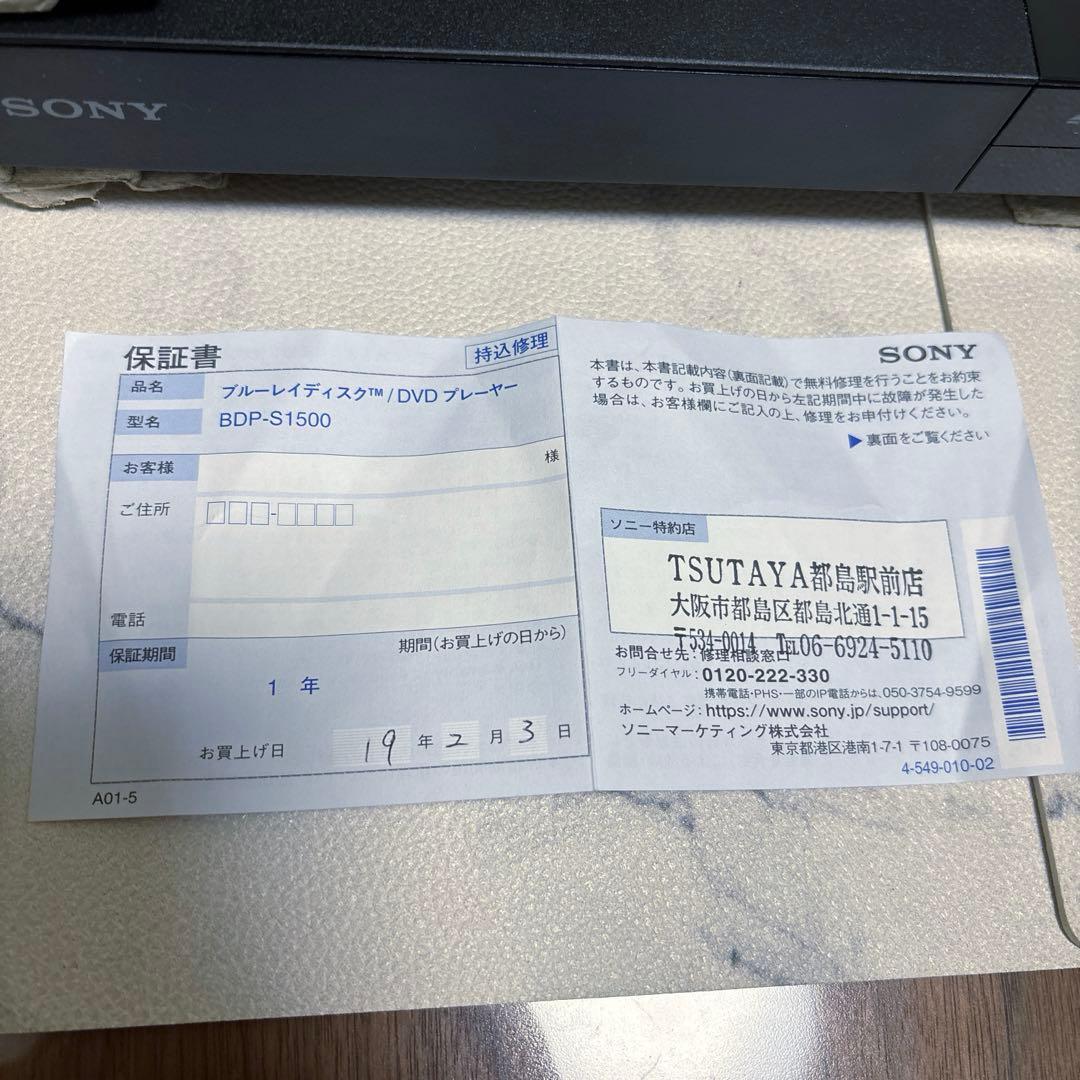 SONY
保証書
持込修理
品名
ブルーレイディスク™/DVD プレーヤー
型名
BDP-S1500
お客様
様
ご住所
電話
保証期間
期間(お買上げの日から)
1 年
お買上げ日
19 年 2 月 3 日
A01-5
SONY
本書は、本書記載内容(裏面記載)で無料修理を行うことをお約束
するものです。お買上げの日から左記期間中に故障が発生した
場合は、お客様欄にご記入の上、修理をお申付けください。
▶裏面をご覧ください
ソニー特約店
TSUTAYA都島駅前店
大阪市都島区都島北通1-1-15
〒534-0014 TEL06-6924-5110
お問合せ先:修理相談窓口
フリーダイヤル:0120-222-330
携帯電話・PHS・一部のIP電話からは、050-3754-9599
ホームページ:https://www.sony.jp/support/
ソニーマーケティング株式会社
東京都港区港南1-7-1 〒108-0075
4-549-010-02